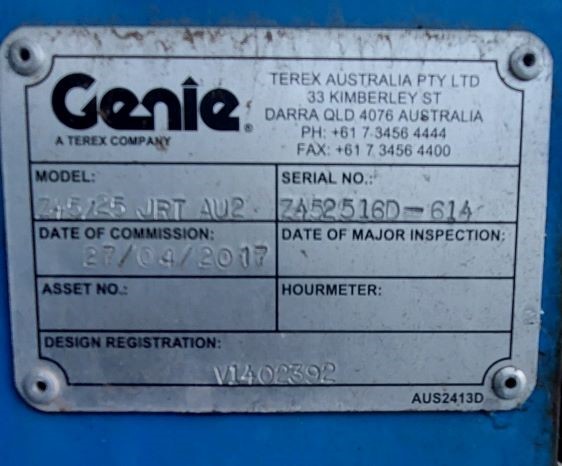 Genie®
A TEREX COMPANY
TEREX AUSTRALIA PTY LTD
33 KIMBERLEY ST
DARRA QLD 4076 AUSTRALIA
PH: +61 7 3456 4444
FAX: +61 7 3456 4400
MODEL:
Z45/25 JRT AU2
SERIAL NO.:
Z452516D-614
DATE OF COMMISSION:
27/04/2017
DATE OF MAJOR INSPECTION:
ASSET NO.:
HOURMETER:
DESIGN REGISTRATION:
V1402392
AUS2413D